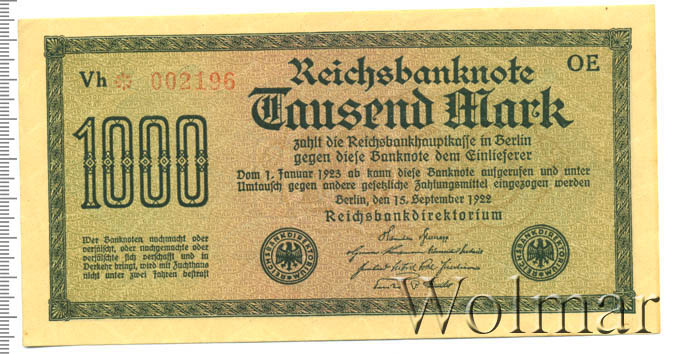 Vh * 002196
OE
Reichsbanknote
1000
Tausend Mark
zahlt die Reichsbankhauptkasse in Berlin
gegen diese Banknote dem Einlieferer
Vom 1. Januar 1923 ab kann diese Banknote aufgerufen und unter
Umtausch gegen andere gesetzliche Zahlungsmittel eingezogen werden
Berlin, den 15. September 1922
Reichsbankdirektorium
Wer Banknoten nachmacht oder
verfälscht, oder nachgemachte oder
verfälschte sich verschafft und in
Verkehr bringt, wird mit Zuchthaus
nicht unter zwei Jahren bestraft
REICHSBANKDIREKTORIUM
REICHSBANKDIREKTORIUM
Wolmar